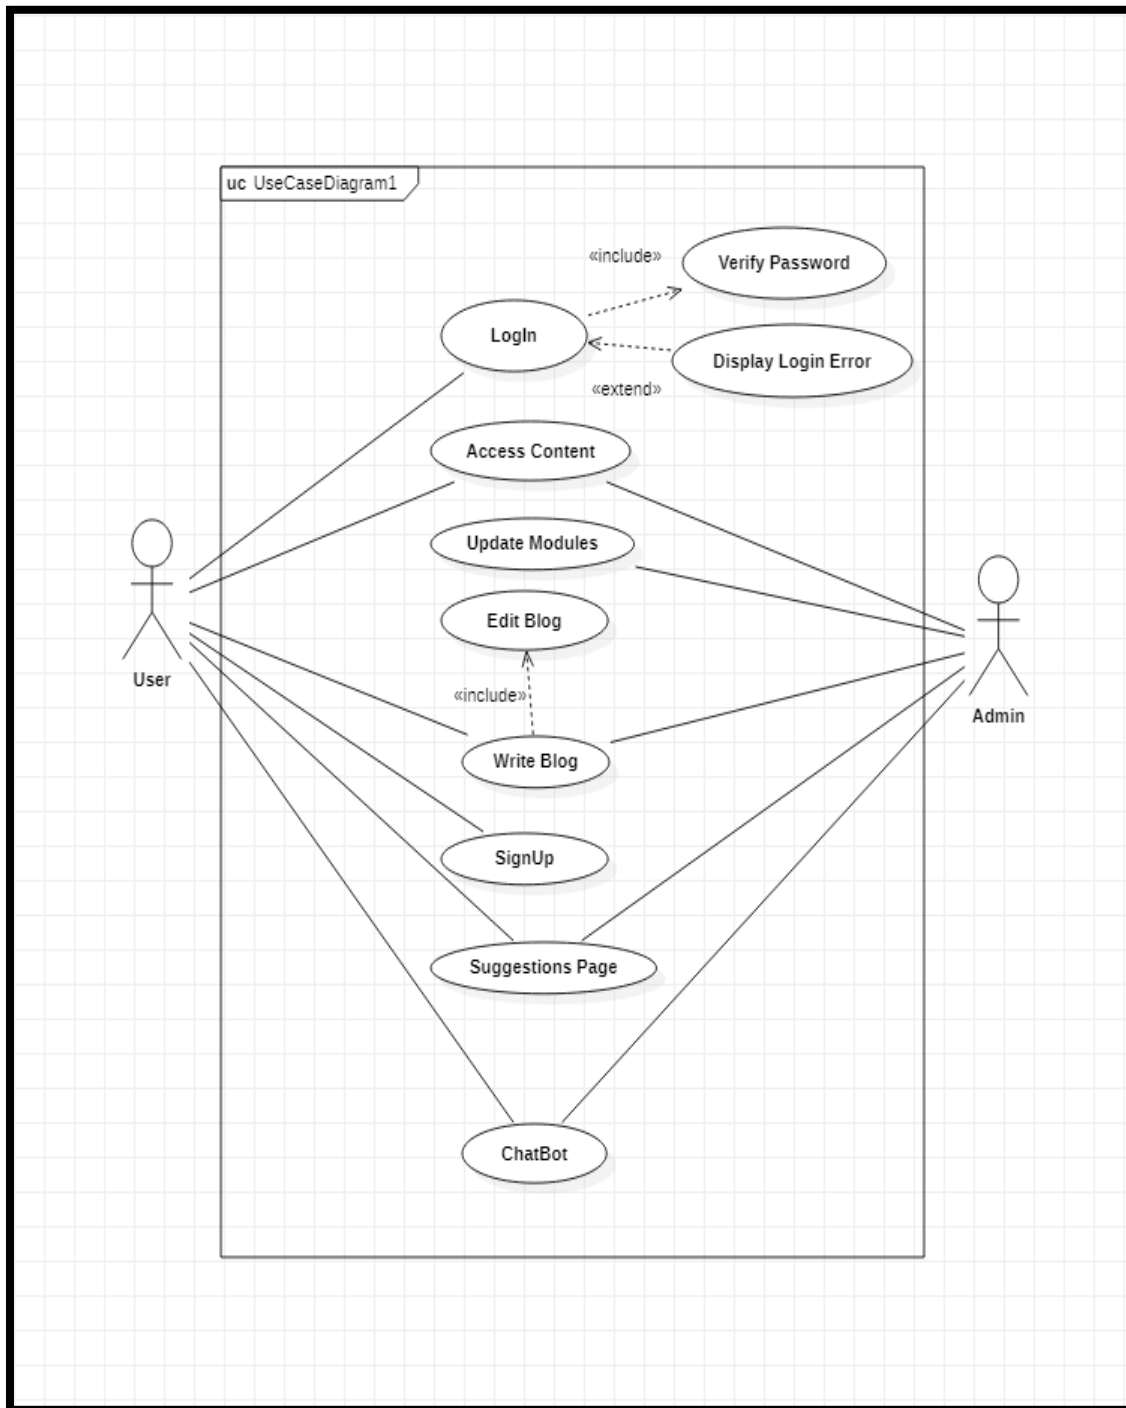 uc UseCaseDiagram1
«include»
Verify Password
LogIn
Display Login Error
«extend»
Access Content
Update Modules
Edit Blog
User
«include»
Admin
Write Blog
SignUp
Suggestions Page
ChatBot